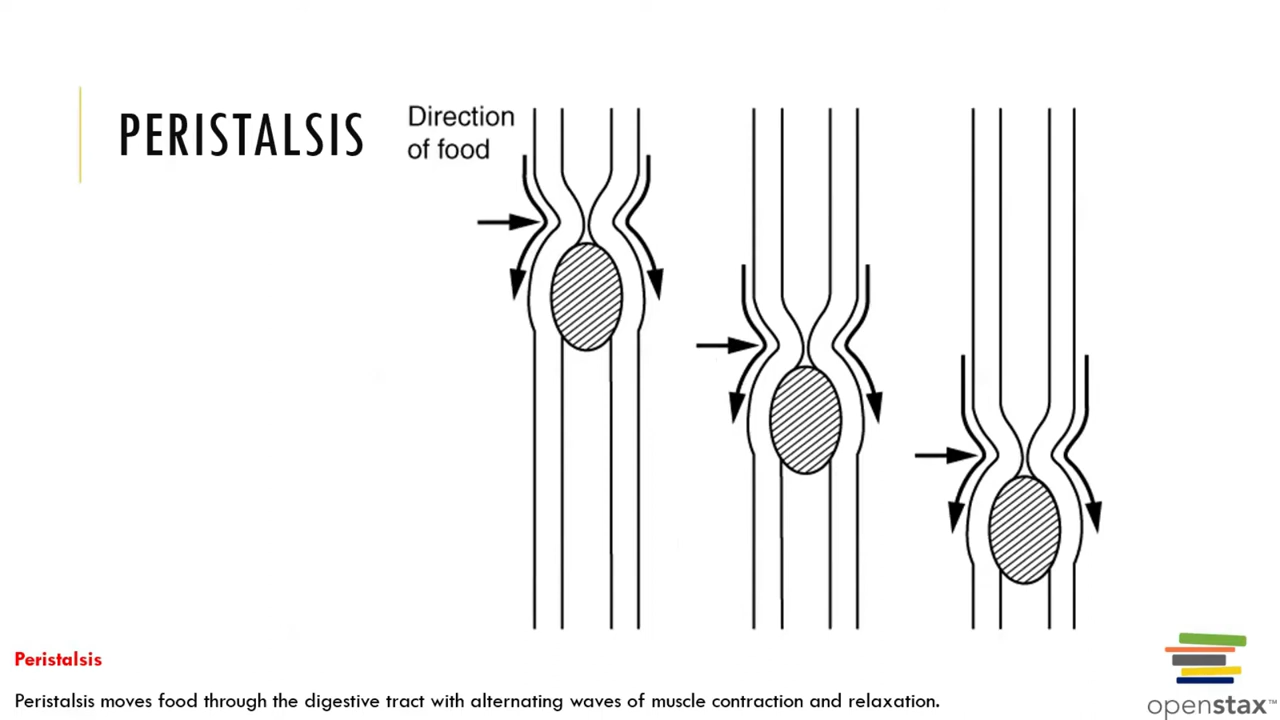 PERISTALSIS
Direction
of food
Peristalsis
Peristalsis moves food through the digestive tract with alternating waves of muscle contraction and relaxation.
openstax™